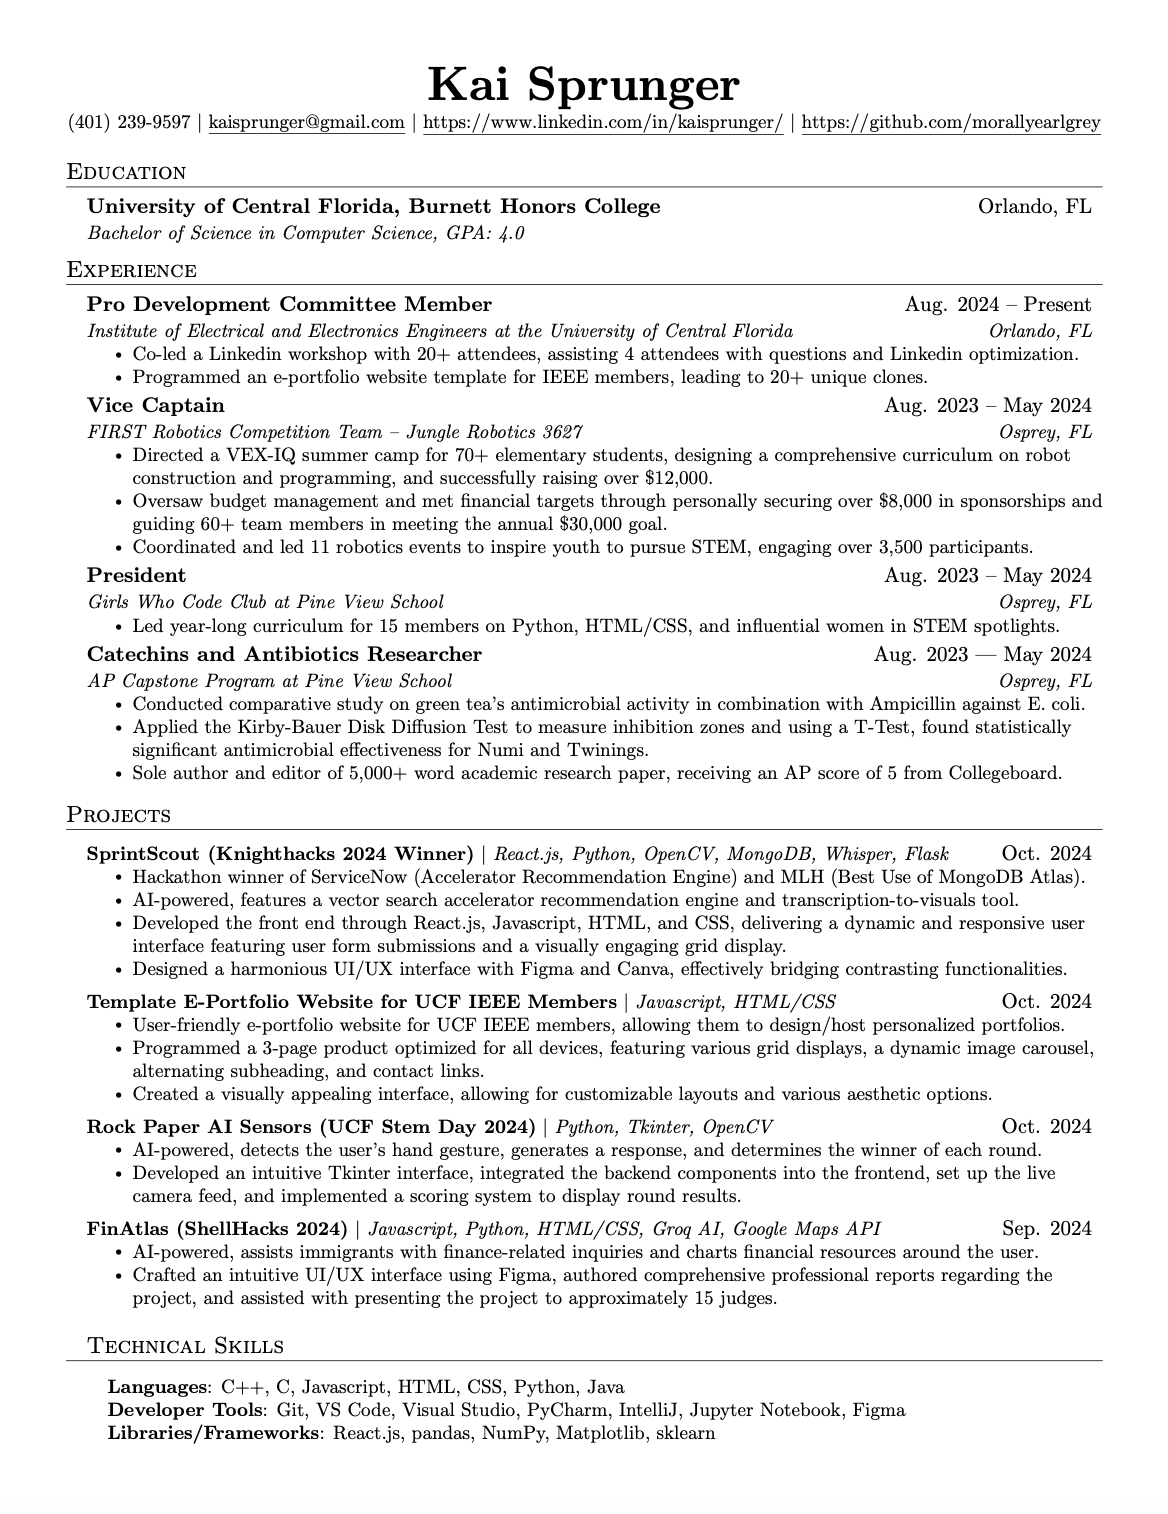 Kai Sprunger
(401) 239-9597 | kaisprunger@gmail.com | https://www.linkedin.com/in/kaisprunger/ | https://github.com/morallyearlgrey
Education
University of Central Florida, Burnett Honors College Orlando, FL
Bachelor of Science in Computer Science, GPA: 4.0
Experience
Pro Development Committee Member Aug. 2024 – Present
Institute of Electrical and Electronics Engineers at the University of Central Florida Orlando, FL
• Co-led a Linkedin workshop with 20+ attendees, assisting 4 attendees with questions and Linkedin optimization.
• Programmed an e-portfolio website template for IEEE members, leading to 20+ unique clones.
Vice Captain Aug. 2023 – May 2024
FIRST Robotics Competition Team – Jungle Robotics 3627 Osprey, FL
• Directed a VEX-IQ summer camp for 70+ elementary students, designing a comprehensive curriculum on robot
construction and programming, and successfully raising over $12,000.
• Oversaw budget management and met financial targets through personally securing over $8,000 in sponsorships and
guiding 60+ team members in meeting the annual $30,000 goal.
• Coordinated and led 11 robotics events to inspire youth to pursue STEM, engaging over 3,500 participants.
President Aug. 2023 – May 2024
Girls Who Code Club at Pine View School Osprey, FL
• Led year-long curriculum for 15 members on Python, HTML/CSS, and influential women in STEM spotlights.
Catechins and Antibiotics Researcher Aug. 2023 — May 2024
AP Capstone Program at Pine View School Osprey, FL
• Conducted comparative study on green tea's antimicrobial activity in combination with Ampicillin against E. coli.
• Applied the Kirby-Bauer Disk Diffusion Test to measure inhibition zones and using a T-Test, found statistically
significant antimicrobial effectiveness for Numi and Twinings.
• Sole author and editor of 5,000+ word academic research paper, receiving an AP score of 5 from Collegeboard.
Projects
SprintScout (Knighthacks 2024 Winner) | React.js, Python, OpenCV, MongoDB, Whisper, Flask Oct. 2024
• Hackathon winner of ServiceNow (Accelerator Recommendation Engine) and MLH (Best Use of MongoDB Atlas).
• AI-powered, features a vector search accelerator recommendation engine and transcription-to-visuals tool.
• Developed the front end through React.js, Javascript, HTML, and CSS, delivering a dynamic and responsive user
interface featuring user form submissions and a visually engaging grid display.
• Designed a harmonious UI/UX interface with Figma and Canva, effectively bridging contrasting functionalities.
Template E-Portfolio Website for UCF IEEE Members | Javascript, HTML/CSS Oct. 2024
• User-friendly e-portfolio website for UCF IEEE members, allowing them to design/host personalized portfolios.
• Programmed a 3-page product optimized for all devices, featuring various grid displays, a dynamic image carousel,
alternating subheading, and contact links.
• Created a visually appealing interface, allowing for customizable layouts and various aesthetic options.
Rock Paper AI Sensors (UCF Stem Day 2024) | Python, Tkinter, OpenCV Oct. 2024
• AI-powered, detects the user's hand gesture, generates a response, and determines the winner of each round.
• Developed an intuitive Tkinter interface, integrated the backend components into the frontend, set up the live
camera feed, and implemented a scoring system to display round results.
FinAtlas (ShellHacks 2024) | Javascript, Python, HTML/CSS, Groq AI, Google Maps API Sep. 2024
• AI-powered, assists immigrants with finance-related inquiries and charts financial resources around the user.
• Crafted an intuitive UI/UX interface using Figma, authored comprehensive professional reports regarding the
project, and assisted with presenting the project to approximately 15 judges.
Technical Skills
Languages: C++, C, Javascript, HTML, CSS, Python, Java
Developer Tools: Git, VS Code, Visual Studio, PyCharm, IntelliJ, Jupyter Notebook, Figma
Libraries/Frameworks: React.js, pandas, NumPy, Matplotlib, sklearn